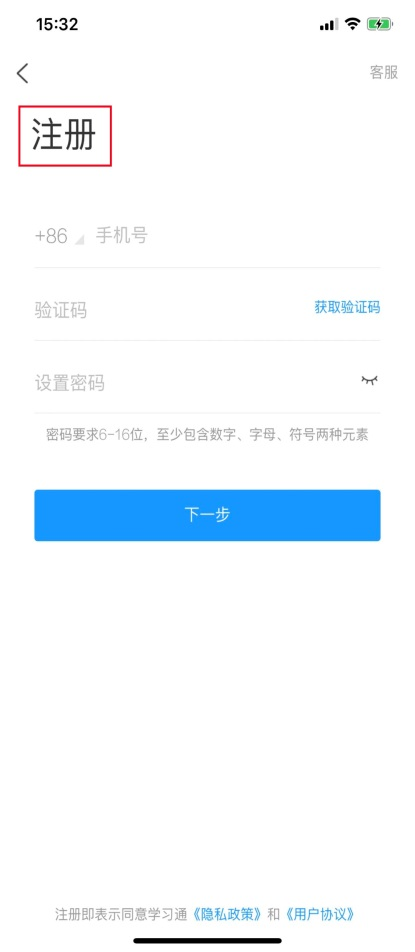 15:32
客服
注册
+86 手机号
验证码 获取验证码
设置密码
密码要求6-16位，至少包含数字、字母、符号两种元素
下一步
注册即表示同意学习通《隐私政策》和《用户协议》